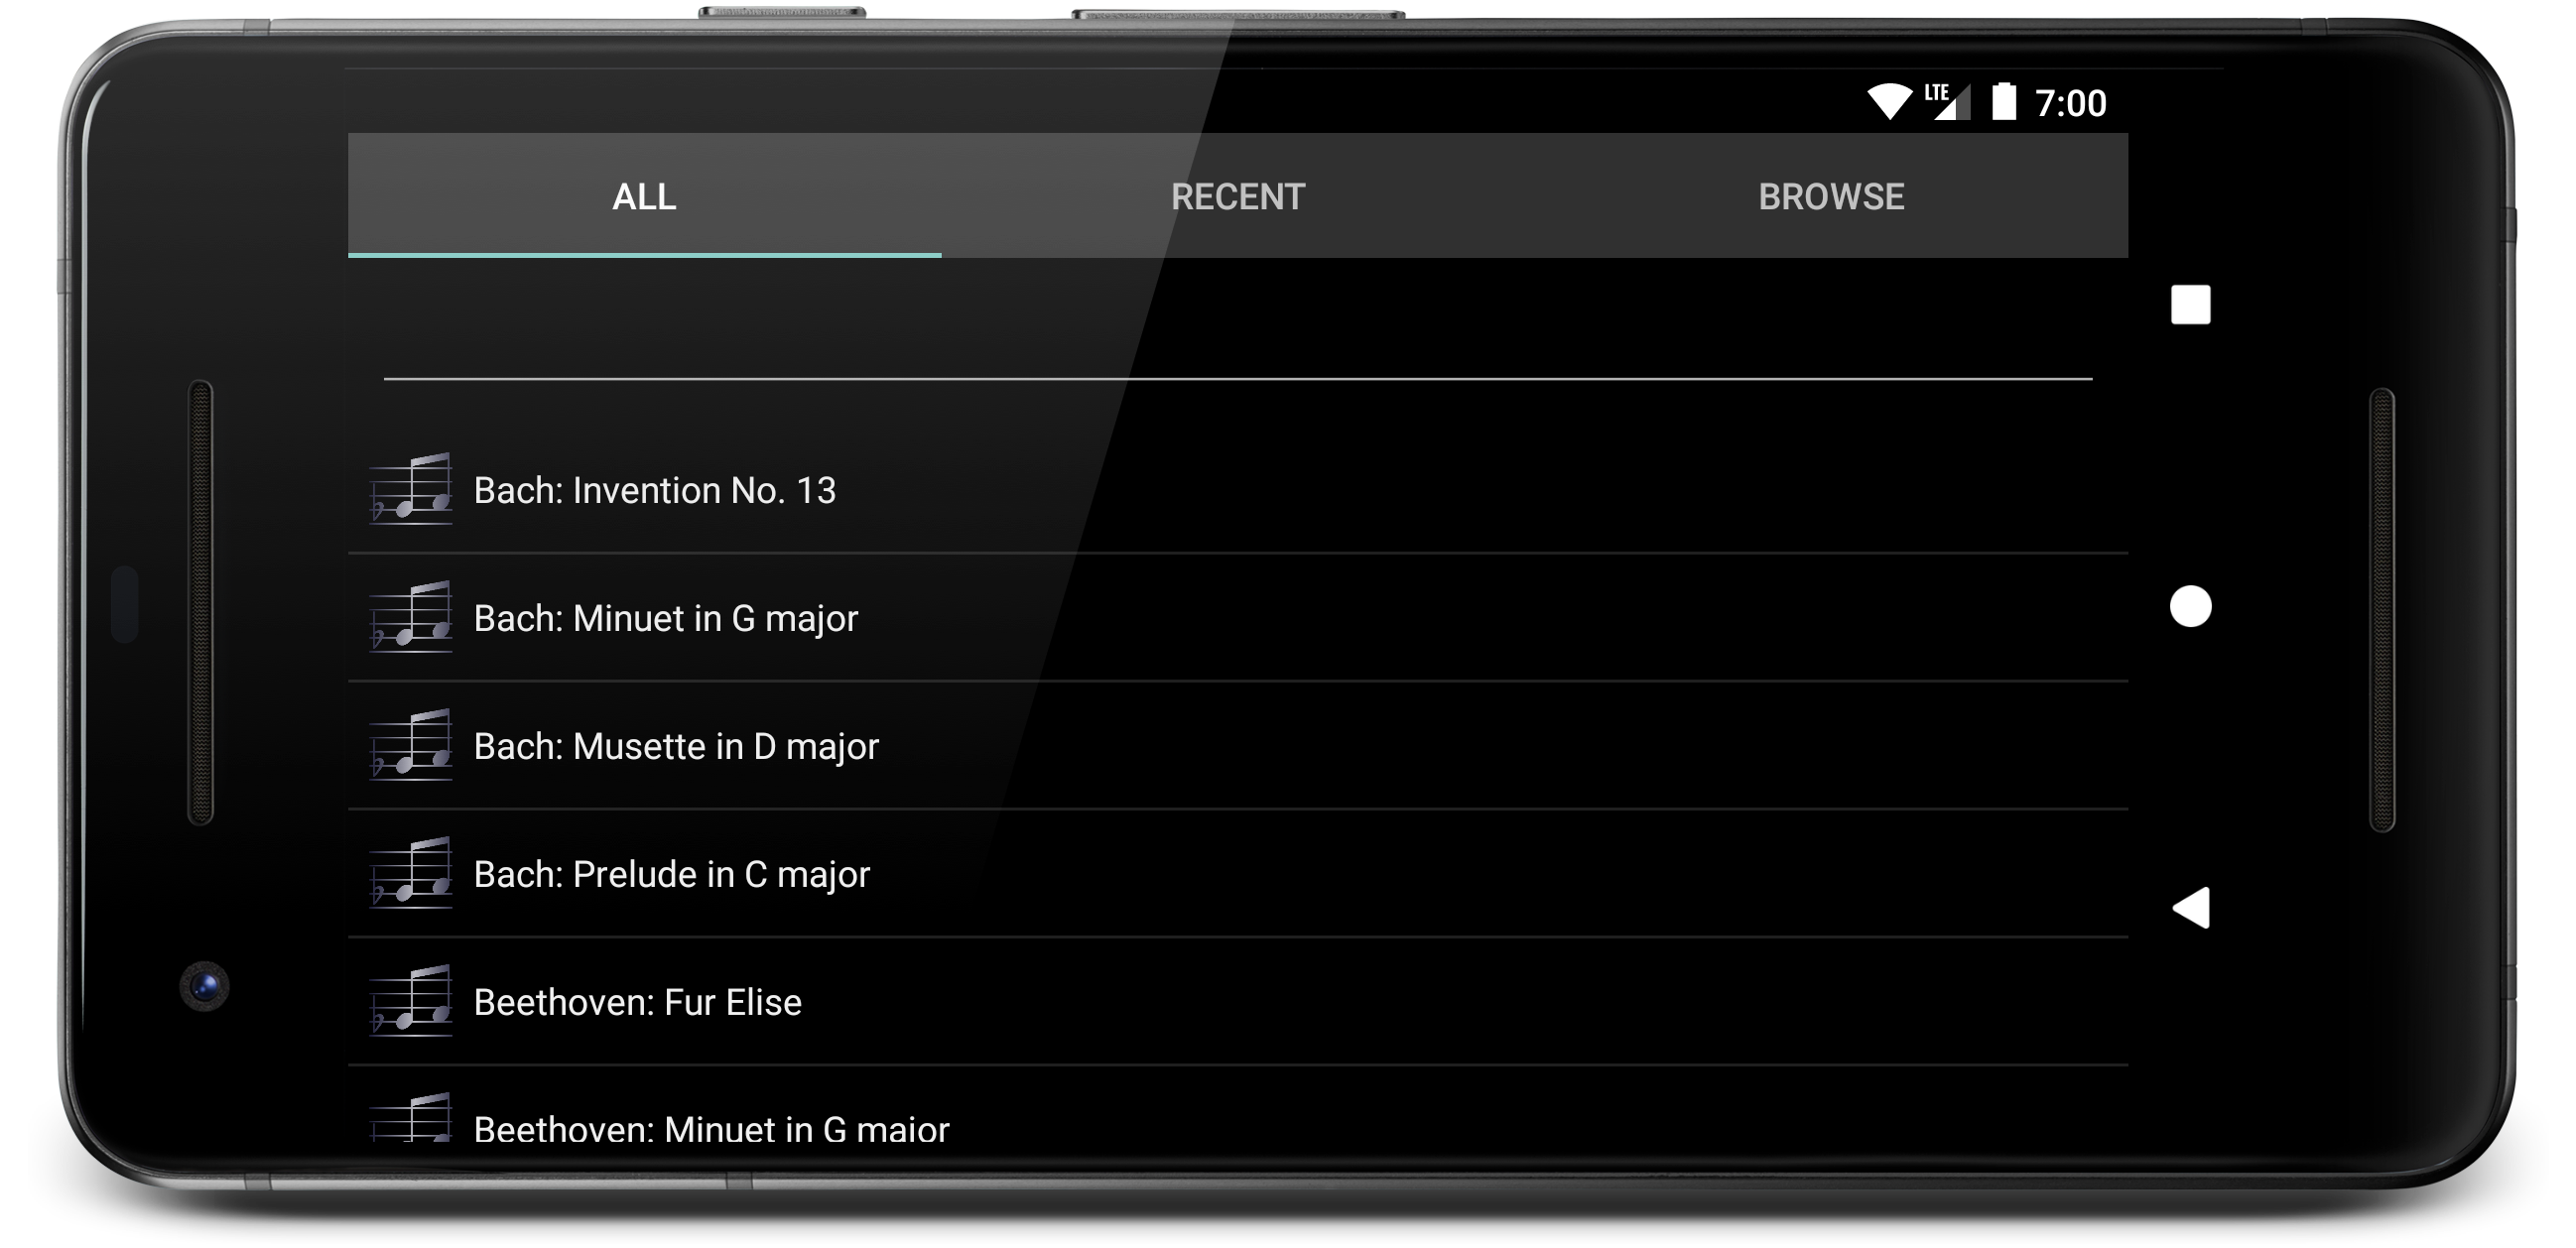 LTE 7:00
ALL RECENT BROWSE
Bach: Invention No. 13
Bach: Minuet in G major
Bach: Musette in D major
Bach: Prelude in C major
Beethoven: Fur Elise
Beethoven: Minuet in G major